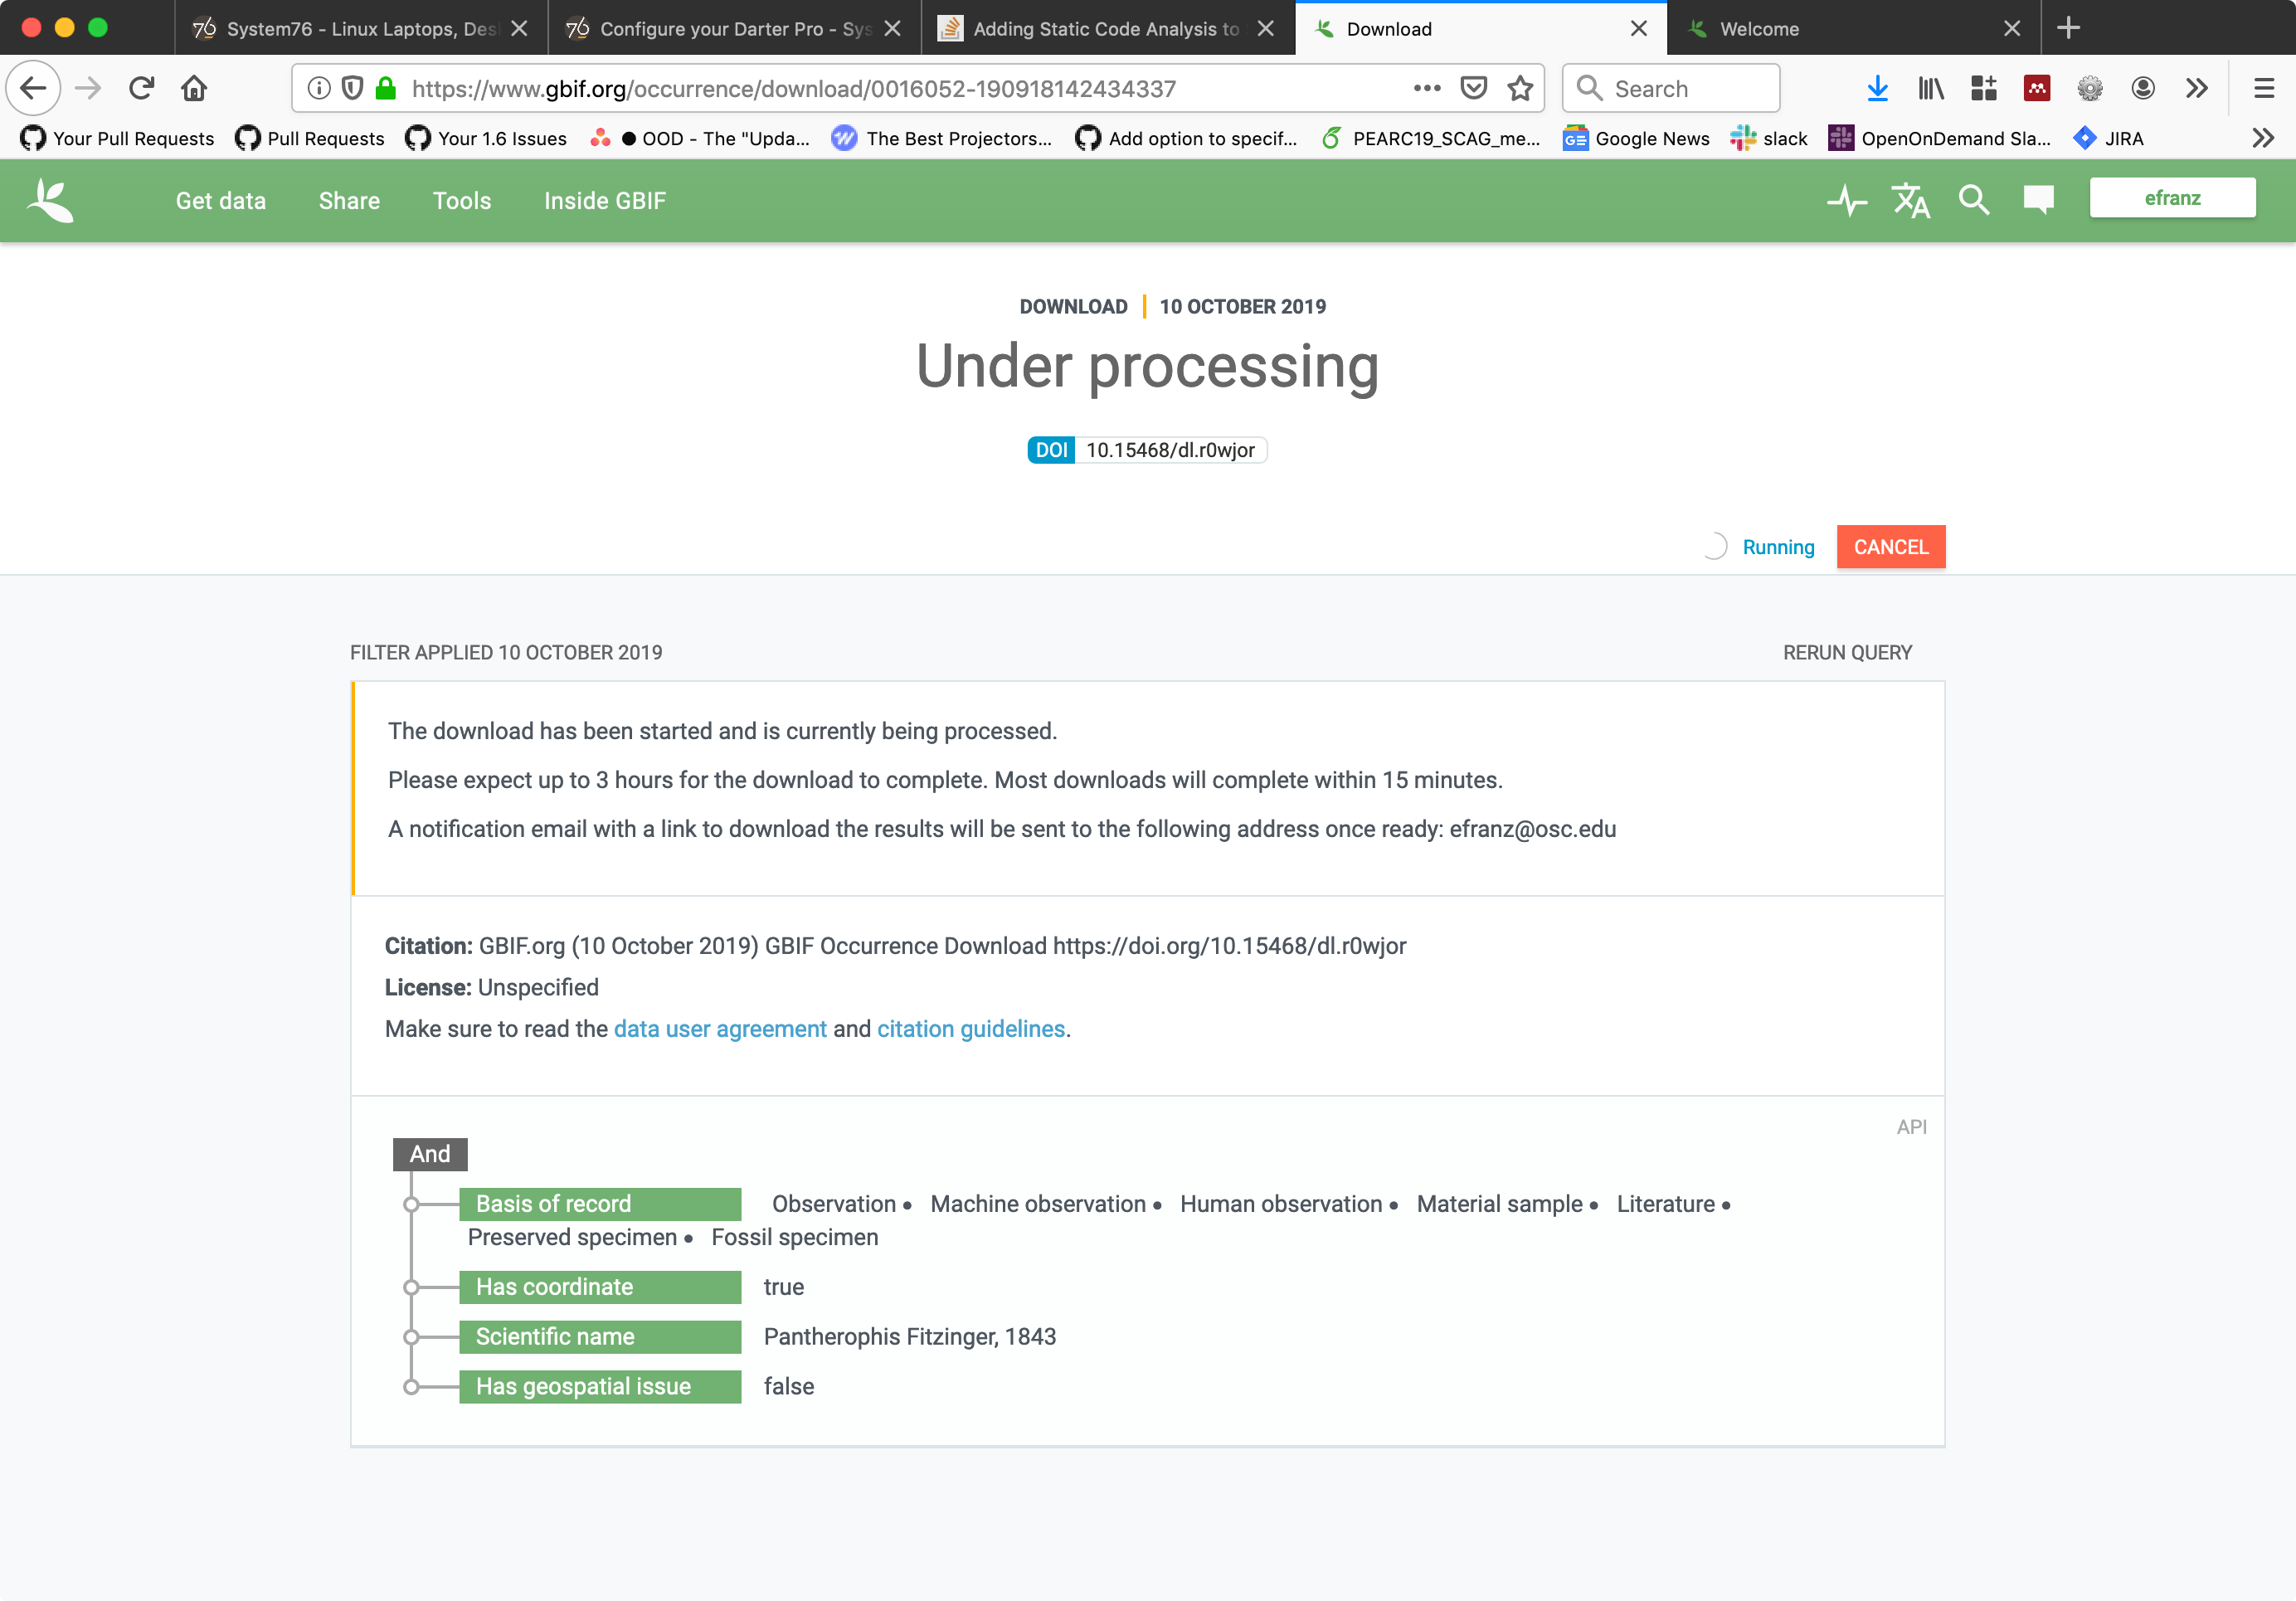 System76 - Linux Laptops, Des
Configure your Darter Pro - Sys
Adding Static Code Analysis to
Download
Welcome
https://www.gbif.org/occurrence/download/0016052-190918142434337
Search
Your Pull Requests
Pull Requests
Your 1.6 Issues
● OOD - The "Upda...
The Best Projectors...
Add option to specif...
PEARC19_SCAG_me...
Google News
slack
OpenOnDemand Sla...
JIRA
Get data
Share
Tools
Inside GBIF
efranz
DOWNLOAD | 10 OCTOBER 2019
Under processing
DOI 10.15468/dl.r0wjor
Running
CANCEL
FILTER APPLIED 10 OCTOBER 2019
RERUN QUERY
The download has been started and is currently being processed.
Please expect up to 3 hours for the download to complete. Most downloads will complete within 15 minutes.
A notification email with a link to download the results will be sent to the following address once ready: efranz@osc.edu
Citation: GBIF.org (10 October 2019) GBIF Occurrence Download https://doi.org/10.15468/dl.r0wjor
License: Unspecified
Make sure to read the data user agreement and citation guidelines.
API
And
Basis of record Observation • Machine observation • Human observation • Material sample • Literature •
Preserved specimen • Fossil specimen
Has coordinate true
Scientific name Pantherophis Fitzinger, 1843
Has geospatial issue false